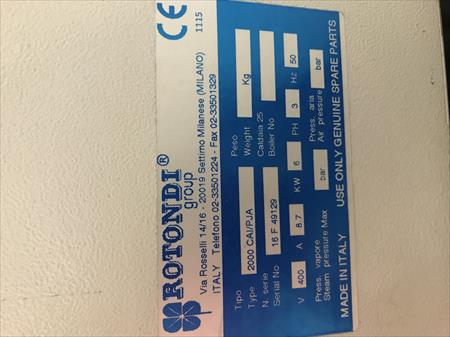 ROTONDI®
group
CE
1115
Via Rosselli 14/16 - 20019 Settimo Milanese (MILANO)
ITALY Telefono 02-33501224 - Fax 02-33501329
Tipo
Type 2000 CAI/PJA
Peso
Weight Kg
N. serie
Serial No 16 F 49129
Caldaia 25
Boiler No
V 400 A 8.7 KW 6 PH 3 Hz 50
Press. vapore
Steam pressure Max bar
Press. aria
Air pressure bar
MADE IN ITALY USE ONLY GENUINE SPARE PARTS